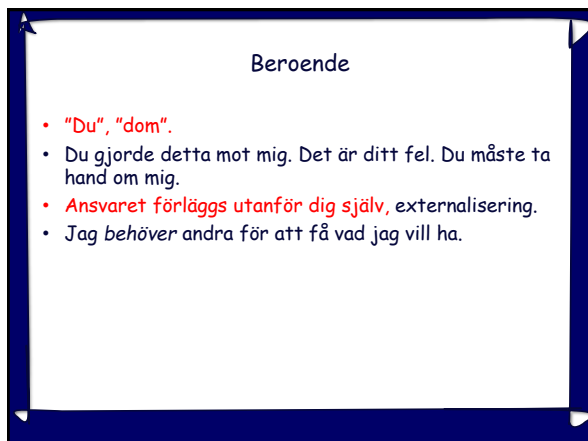 Beroende
• ”Du”, ”dom”.
• Du gjorde detta mot mig. Det är ditt fel. Du måste ta
hand om mig.
• Ansvaret förläggs utanför dig själv, externalisering.
• Jag behöver andra för att få vad jag vill ha.